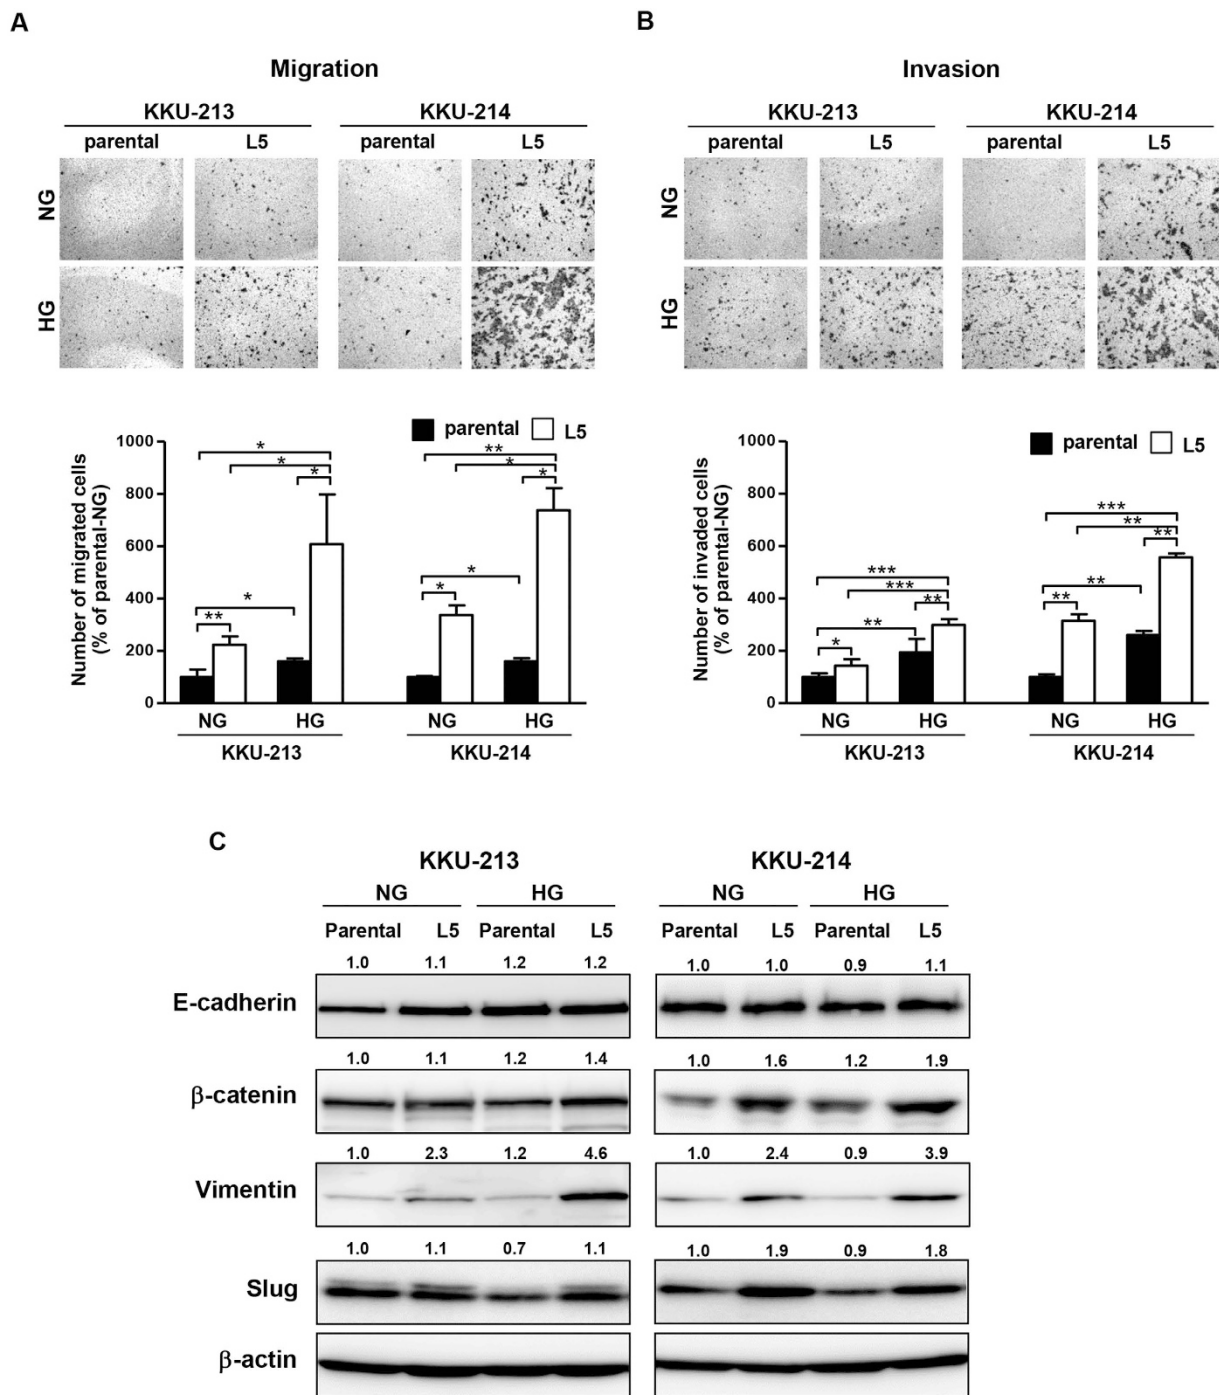 A
Migration
KKU-213 KKU-214
parental L5 parental L5
NG
HG
parental L5
Number of migrated cells
(% of parental-NG)
1000
800
600
400
200
0
* * * ** *
** * * * *
NG HG NG HG
KKU-213 KKU-214
B
Invasion
KKU-213 KKU-214
parental L5 parental L5
NG
HG
parental L5
Number of invaded cells
(% of parental-NG)
1000
800
600
400
200
0
*** *** ** ** *
*** ** ** ** **
NG HG NG HG
KKU-213 KKU-214
C
KKU-213 KKU-214
NG HG NG HG
Parental L5 Parental L5 Parental L5 Parental L5
1.0 1.1 1.2 1.2 1.0 1.0 0.9 1.1
E-cadherin
1.0 1.1 1.2 1.4 1.0 1.6 1.2 1.9
β-catenin
1.0 2.3 1.2 4.6 1.0 2.4 0.9 3.9
Vimentin
1.0 1.1 0.7 1.1 1.0 1.9 0.9 1.8
Slug
β-actin